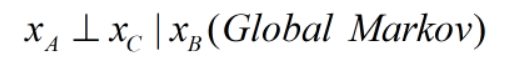 x_A ⊥ x_C | x_B (Global Markov)